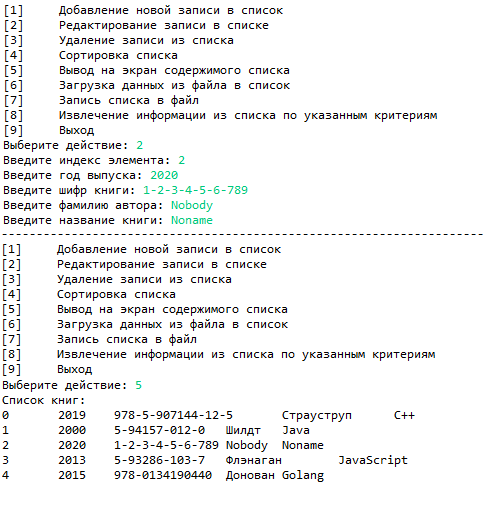 [1] Добавление новой записи в список
[2] Редактирование записи в списке
[3] Удаление записи из списка
[4] Сортировка списка
[5] Вывод на экран содержимого списка
[6] Загрузка данных из файла в список
[7] Запись списка в файл
[8] Извлечение информации из списка по указанным критериям
[9] Выход
Выберите действие: 2
Введите индекс элемента: 2
Введите год выпуска: 2020
Введите шифр книги: 1-2-3-4-5-6-789
Введите фамилию автора: Nobody
Введите название книги: Noname
--------------------------------------------------------------------
[1] Добавление новой записи в список
[2] Редактирование записи в списке
[3] Удаление записи из списка
[4] Сортировка списка
[5] Вывод на экран содержимого списка
[6] Загрузка данных из файла в список
[7] Запись списка в файл
[8] Извлечение информации из списка по указанным критериям
[9] Выход
Выберите действие: 5
Список книг:
0 2019 978-5-907144-12-5 Страуструп C++
1 2000 5-94157-012-0 Шилдт Java
2 2020 1-2-3-4-5-6-789 Nobody Noname
3 2013 5-93286-103-7 Флэнаган JavaScript
4 2015 978-0134190440 Донован Golang